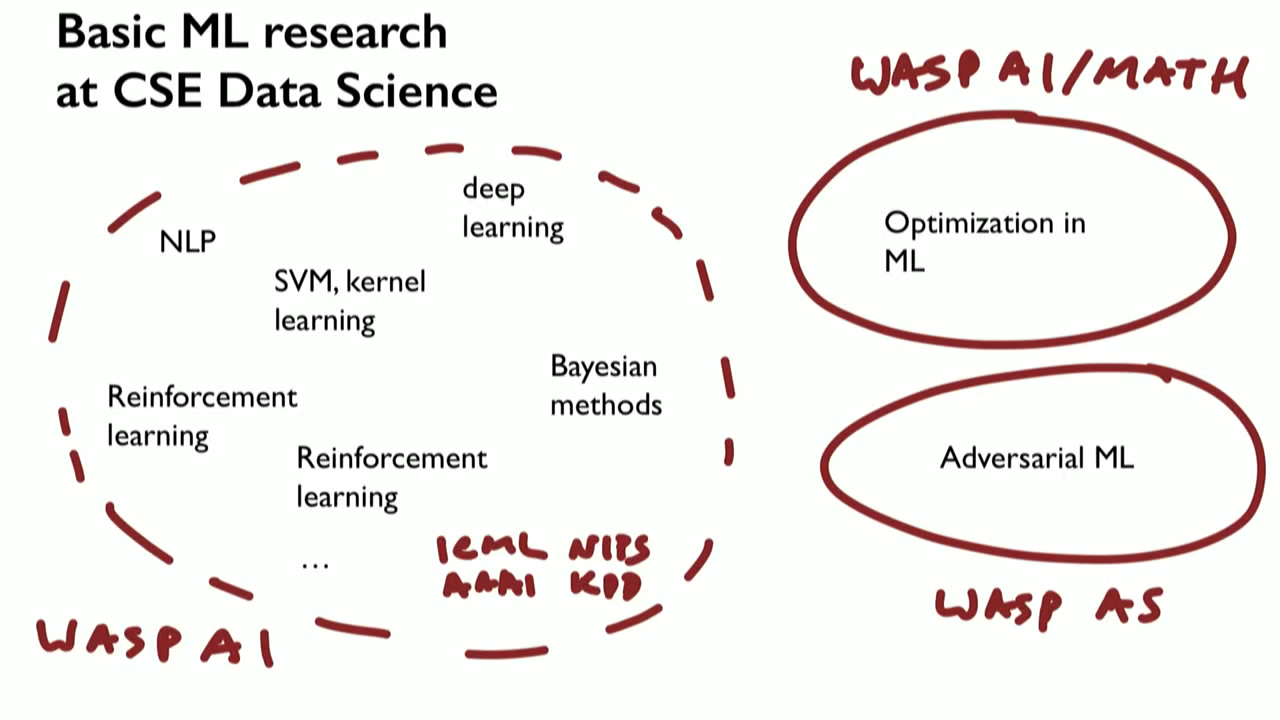 Basic ML research
at CSE Data Science
WASP AI/MATH
deep
learning
NLP
SVM, kernel
learning
Bayesian
methods
Reinforcement
learning
Reinforcement
learning
...
ICML NIPS
AAAI KDD
WASP AI
Optimization in
ML
Adversarial ML
WASP AS